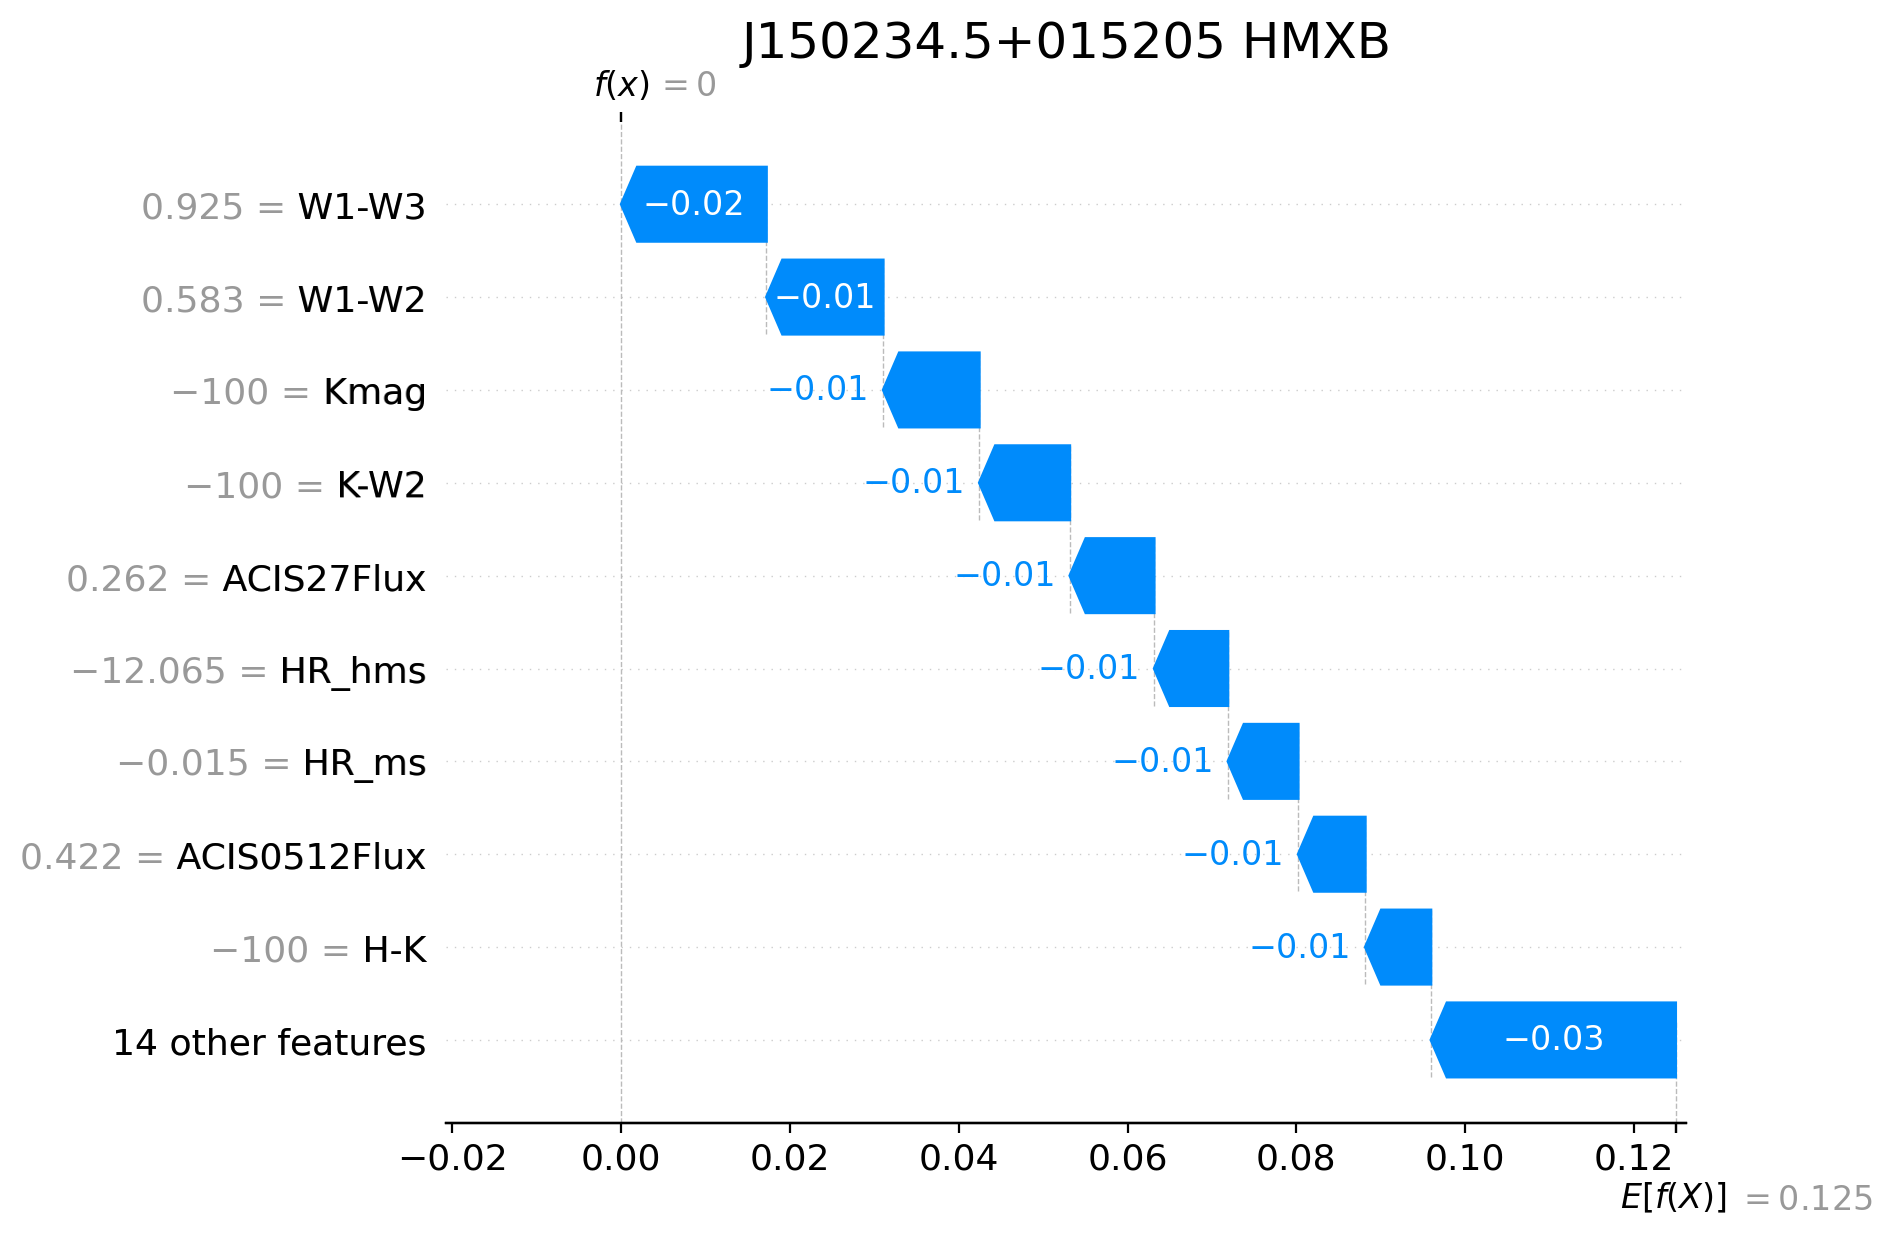 J150234.5+015205 HMXB
f(x) = 0
0.925 = W1-W3
−0.02
0.583 = W1-W2
−0.01
−100 = Kmag
−0.01
−100 = K-W2
−0.01
0.262 = ACIS27Flux
−0.01
−12.065 = HR_hms
−0.01
−0.015 = HR_ms
−0.01
0.422 = ACIS0512Flux
−0.01
−100 = H-K
−0.01
14 other features
−0.03
−0.02 0.00 0.02 0.04 0.06 0.08 0.10 0.12
E[f(X)] = 0.125